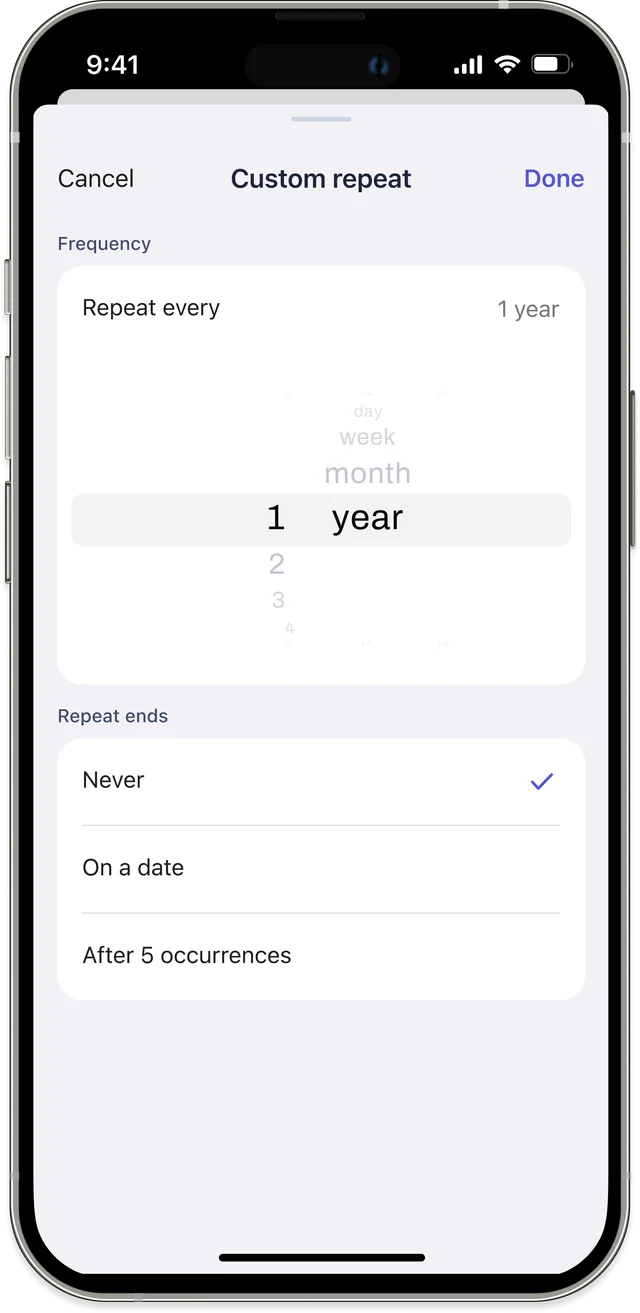 9:41
Cancel Custom repeat Done
Frequency
Repeat every 1 year
day
week
month
1 year
2
3
4
Repeat ends
Never
On a date
After 5 occurrences